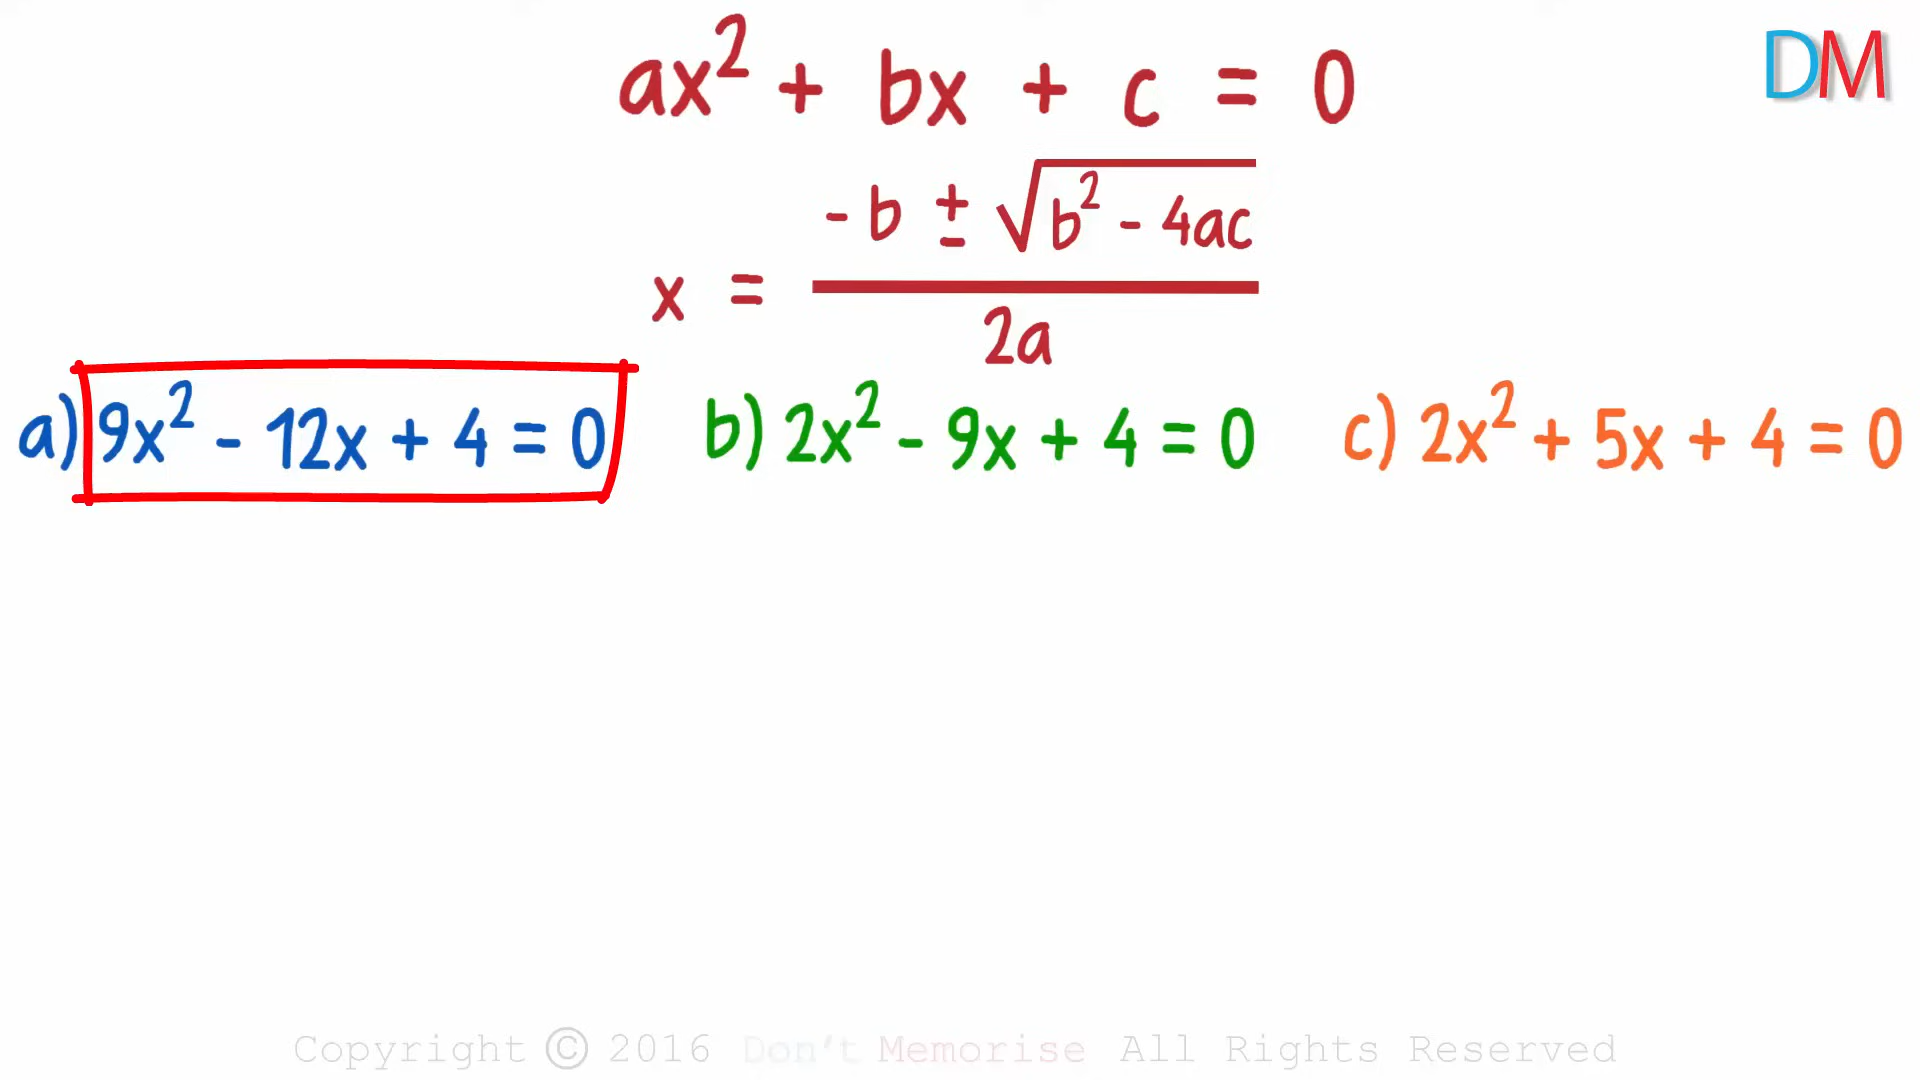 DM
ax² + bx + c = 0
x = -b ± √b² - 4ac / 2a
a) 9x² - 12x + 4 = 0
b) 2x² - 9x + 4 = 0
c) 2x² + 5x + 4 = 0
Copyright © 2016 Don't Memorise All Rights Reserved